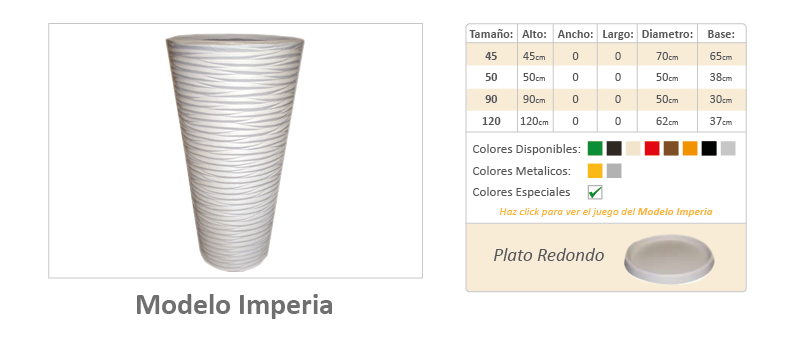 Modelo Imperia
Tamaño: Alto: Ancho: Largo: Diametro: Base:
45 45cm 0 0 70cm 65cm
50 50cm 0 0 50cm 38cm
90 90cm 0 0 50cm 30cm
120 120cm 0 0 62cm 37cm
Colores Disponibles:
Colores Metalicos:
Colores Especiales
Haz click para ver el juego del Modelo Imperia
Plato Redondo